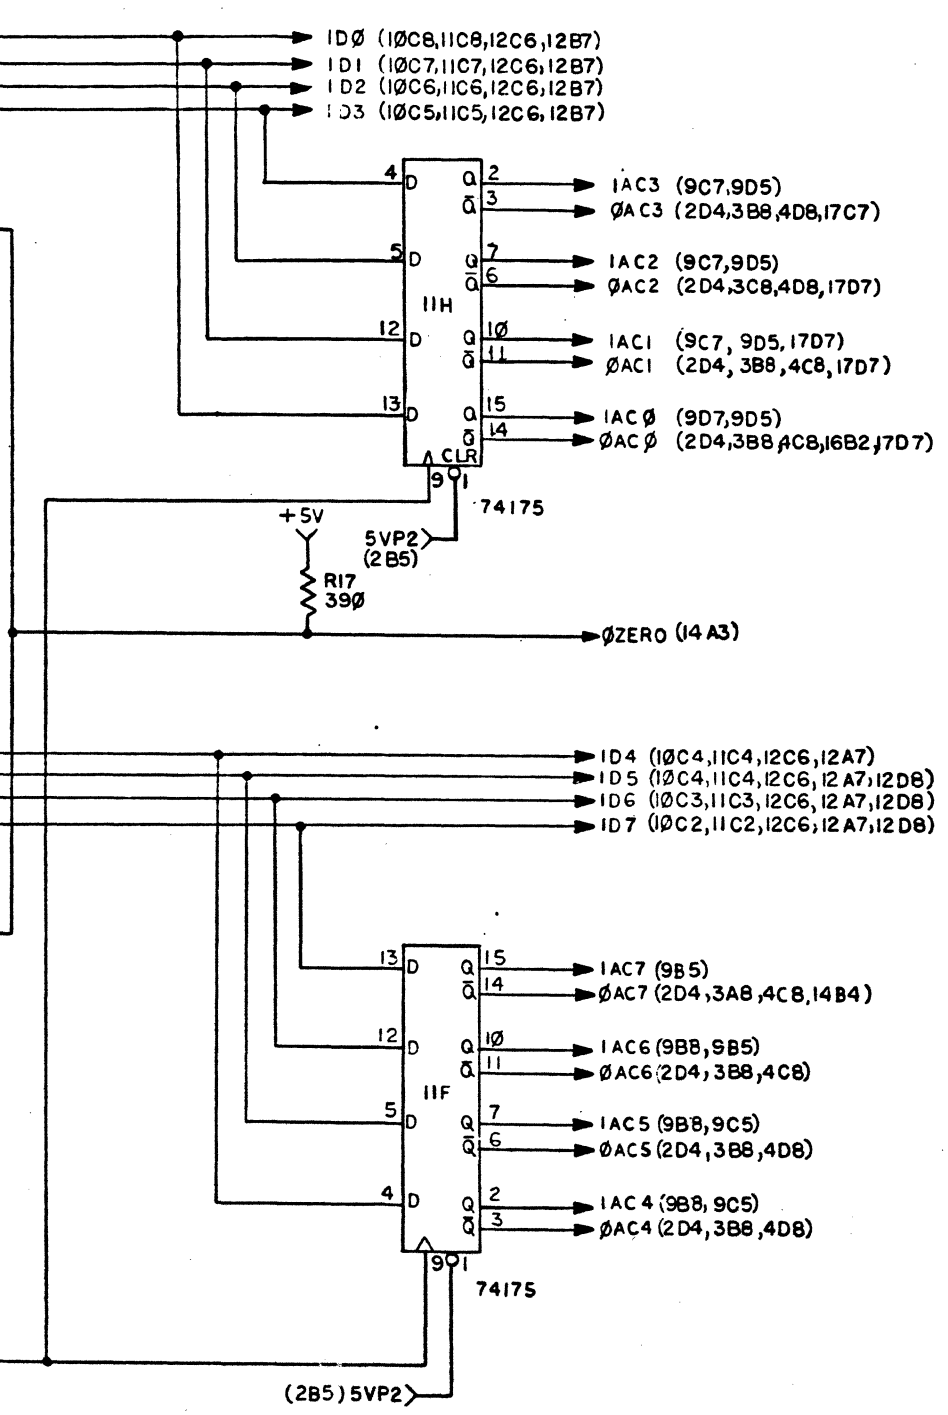 1DØ (1ØC8,11C8,12C6,12B7)
1D1 (1ØC7,11C7,12C6,12B7)
1D2 (1ØC6,11C6,12C6,12B7)
1D3 (1ØC5,11C5,12C6,12B7)
4 D Q 2 1AC3 (9C7,9D5)
Q̅ 3 ØAC3 (2D4,3B8,4D8,17C7)
5 D Q 7 1AC2 (9C7,9D5)
Q̅ 6 ØAC2 (2D4,3C8,4D8,17D7)
11H
12 D Q 1Ø 1AC1 (9C7, 9D5,17D7)
Q̅ 11 ØAC1 (2D4, 3B8,4C8,17D7)
13 D Q 15 1ACØ (9D7,9D5)
Q̅ 14 ØACØ (2D4,3B8,4C8,16B2,17D7)
CLR
9 1
74175
+5V
5VP2
(2B5)
R17
39Ø
ØZERO (14A3)
1D4 (1ØC4,11C4,12C6,12A7)
1D5 (1ØC4,11C4,12C6,12A7,12D8)
1D6 (1ØC3,11C3,12C6,12A7,12D8)
1D7 (1ØC2,11C2,12C6,12A7,12D8)
13 D Q 15 1AC7 (9B5)
Q̅ 14 ØAC7 (2D4,3A8,4C8,14B4)
12 D Q 1Ø 1AC6 (9B8,9B5)
Q̅ 11 ØAC6 (2D4,3B8,4C8)
11F
5 D Q 7 1AC5 (9B8,9C5)
Q̅ 6 ØAC5 (2D4,3B8,4D8)
4 D Q 2 1AC4 (9B8,9C5)
Q̅ 3 ØAC4 (2D4,3B8,4D8)
9 1
74175
(2B5) 5VP2